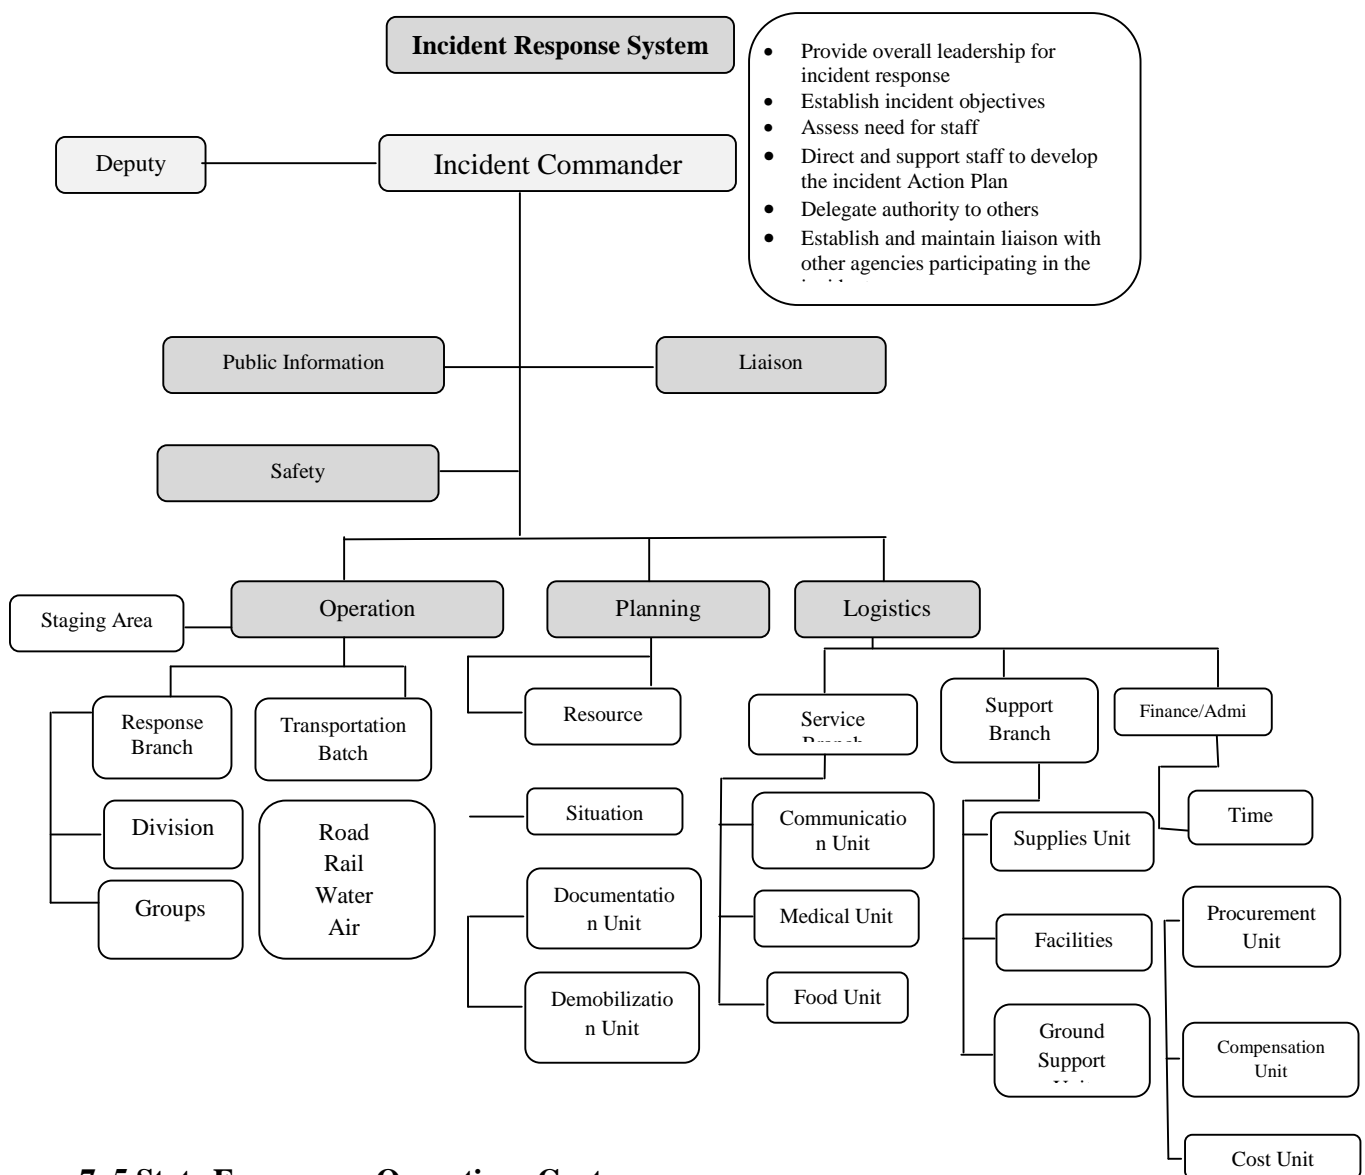 Incident Response System
• Provide overall leadership for
incident response
• Establish incident objectives
• Assess need for staff
• Direct and support staff to develop
the incident Action Plan
• Delegate authority to others
• Establish and maintain liaison with
other agencies participating in the
Deputy
Incident Commander
Public Information
Liaison
Safety
Operation
Planning
Logistics
Staging Area
Response
Branch
Transportation
Batch
Resource
Service
Support
Branch
Finance/Admi
Division
Road
Rail
Water
Air
Situation
Communicatio
n Unit
Supplies Unit
Time
Groups
Documentatio
n Unit
Medical Unit
Facilities
Procurement
Unit
Demobilizatio
n Unit
Food Unit
Ground
Support
Compensation
Unit
Cost Unit